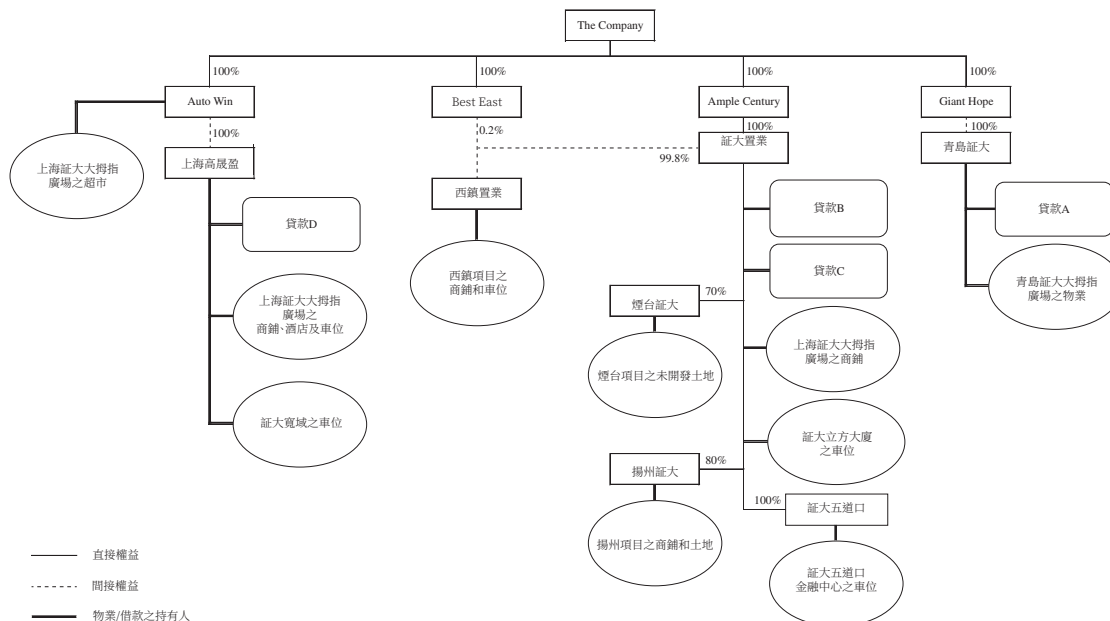 The Company
100%
100%
100%
100%
Auto Win
Best East
Ample Century
Giant Hope
100%
0.2%
100%
100%
上海証大大拇指
廣場之超市
上海高晟盈
99.8%
証大置業
青島証大
西鎮置業
貸款D
貸款B
貸款A
西鎮項目之
商鋪和車位
貸款C
青島証大大拇指
廣場之物業
上海証大大拇指
廣場之
商鋪、酒店及車位
煙台証大
70%
上海証大大拇指
廣場之商鋪
煙台項目之未開發土地
証大寬域之車位
証大立方大廈
之車位
揚州証大
80%
100%
証大五道口
揚州項目之商鋪和土地
証大五道口
金融中心之車位
直接權益
間接權益
物業/借款之持有人